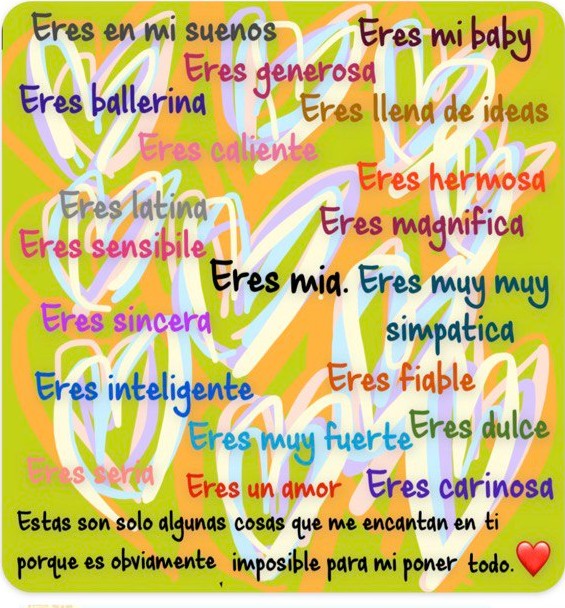 Eres en mi suenos
Eres mi baby
Eres generosa
Eres ballerina
Eres llena de ideas
Eres caliente
Eres hermosa
Eres latina
Eres magnifica
Eres sensibile
Eres mia.
Eres muy muy
simpatica
Eres sincera
Eres fiable
Eres inteligente
Eres dulce
Eres muy fuerte
Eres seria
Eres un amor
Eres carinosa
Estas son solo algunas cosas que me encantan en ti
porque es obviamente, imposible para mi poner todo.❤️